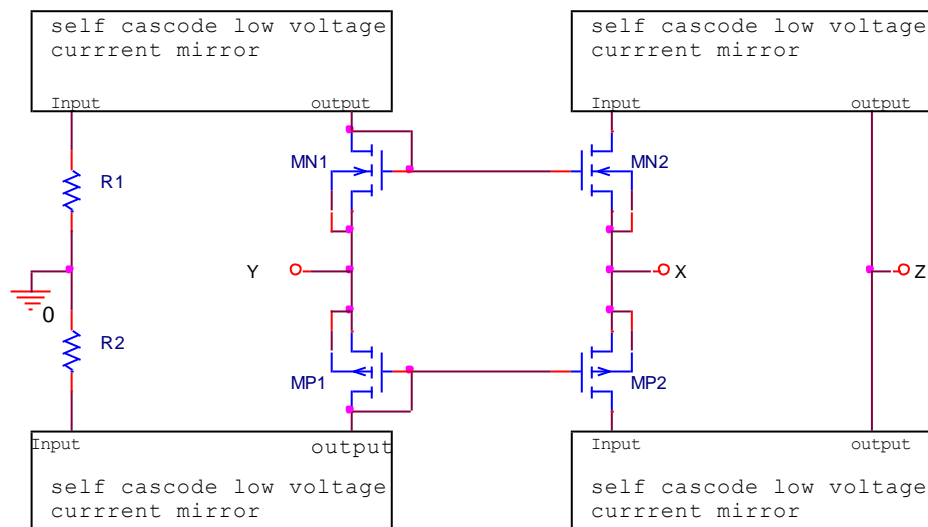 self cascode low voltage
currrent mirror
Input
output
self cascode low voltage
currrent mirror
Input
output
MN1
MN2
R1
Y
X
Z
0
R2
MP1
MP2
Input
output
self cascode low voltage
currrent mirror
Input
output
self cascode low voltage
currrent mirror